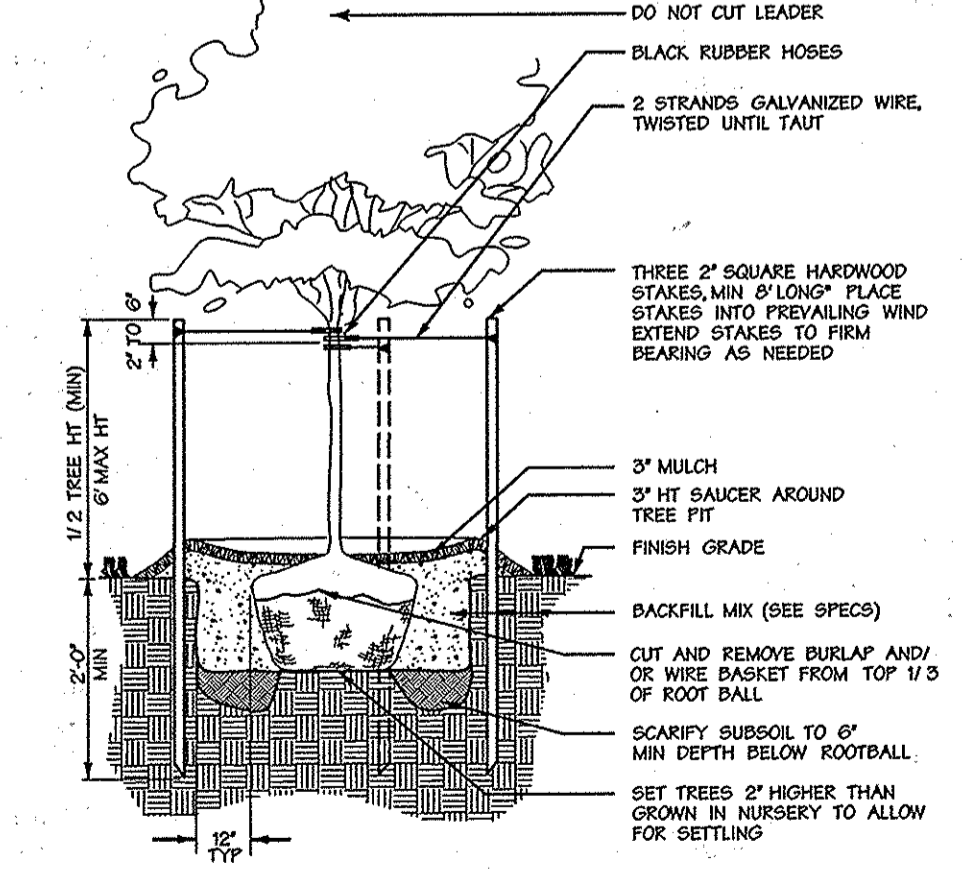 DO NOT CUT LEADER
BLACK RUBBER HOSES
2 STRANDS GALVANIZED WIRE,
TWISTED UNTIL TAUT
THREE 2" SQUARE HARDWOOD
STAKES, MIN 8' LONG" PLACE
STAKES INTO PREVAILING WIND
EXTEND STAKES TO FIRM
BEARING AS NEEDED
2" TO 6"
1/2 TREE HT (MIN)
6' MAX HT
3" MULCH
3" HT SAUCER AROUND
TREE PIT
FINISH GRADE
BACKFILL MIX (SEE SPECS)
2'-0"
MIN
CUT AND REMOVE BURLAP AND/
OR WIRE BASKET FROM TOP 1/3
OF ROOT BALL
SCARIFY SUBSOIL TO 6"
MIN DEPTH BELOW ROOTBALL
SET TREES 2" HIGHER THAN
GROWN IN NURSERY TO ALLOW
FOR SETTLING
12"
TYP